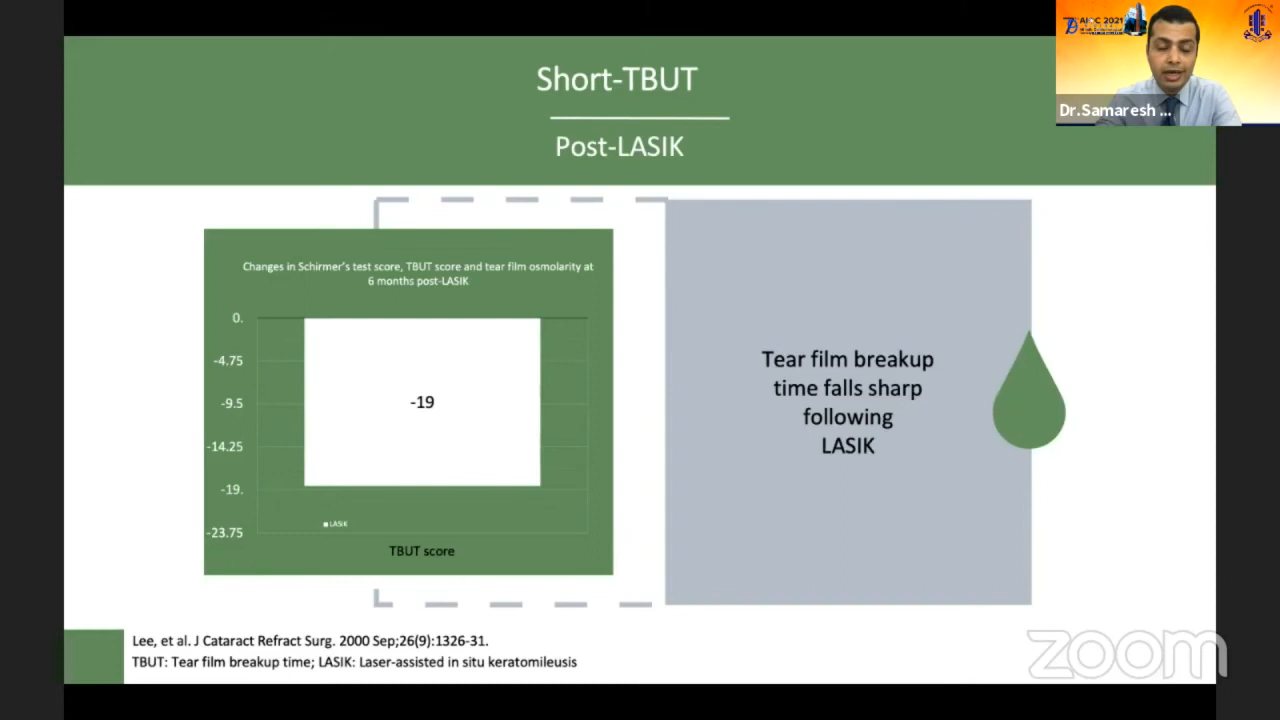 Short-TBUT
Post-LASIK
AIOC 2021
Dr.Samaresh ...
Changes in Schirmer's test score, TBUT score and tear film osmolarity at
6 months post-LASIK
0.
-4.75
-9.5
-14.25
-19.
-23.75
-19
LASIK
TBUT score
Tear film breakup
time falls sharp
following
LASIK
Lee, et al. J Cataract Refract Surg. 2000 Sep;26(9):1326-31.
TBUT: Tear film breakup time; LASIK: Laser-assisted in situ keratomileusis
zoom